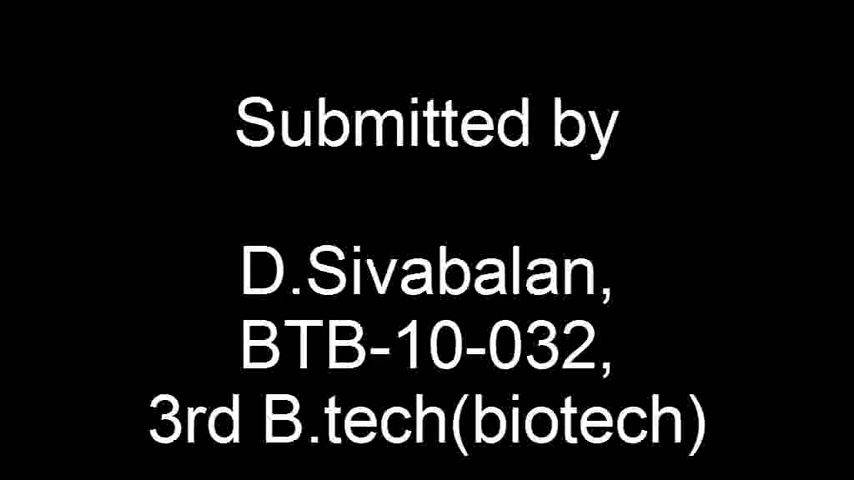 Submitted by
D.Sivabalan,
BTB-10-032,
3rd B.tech(biotech)